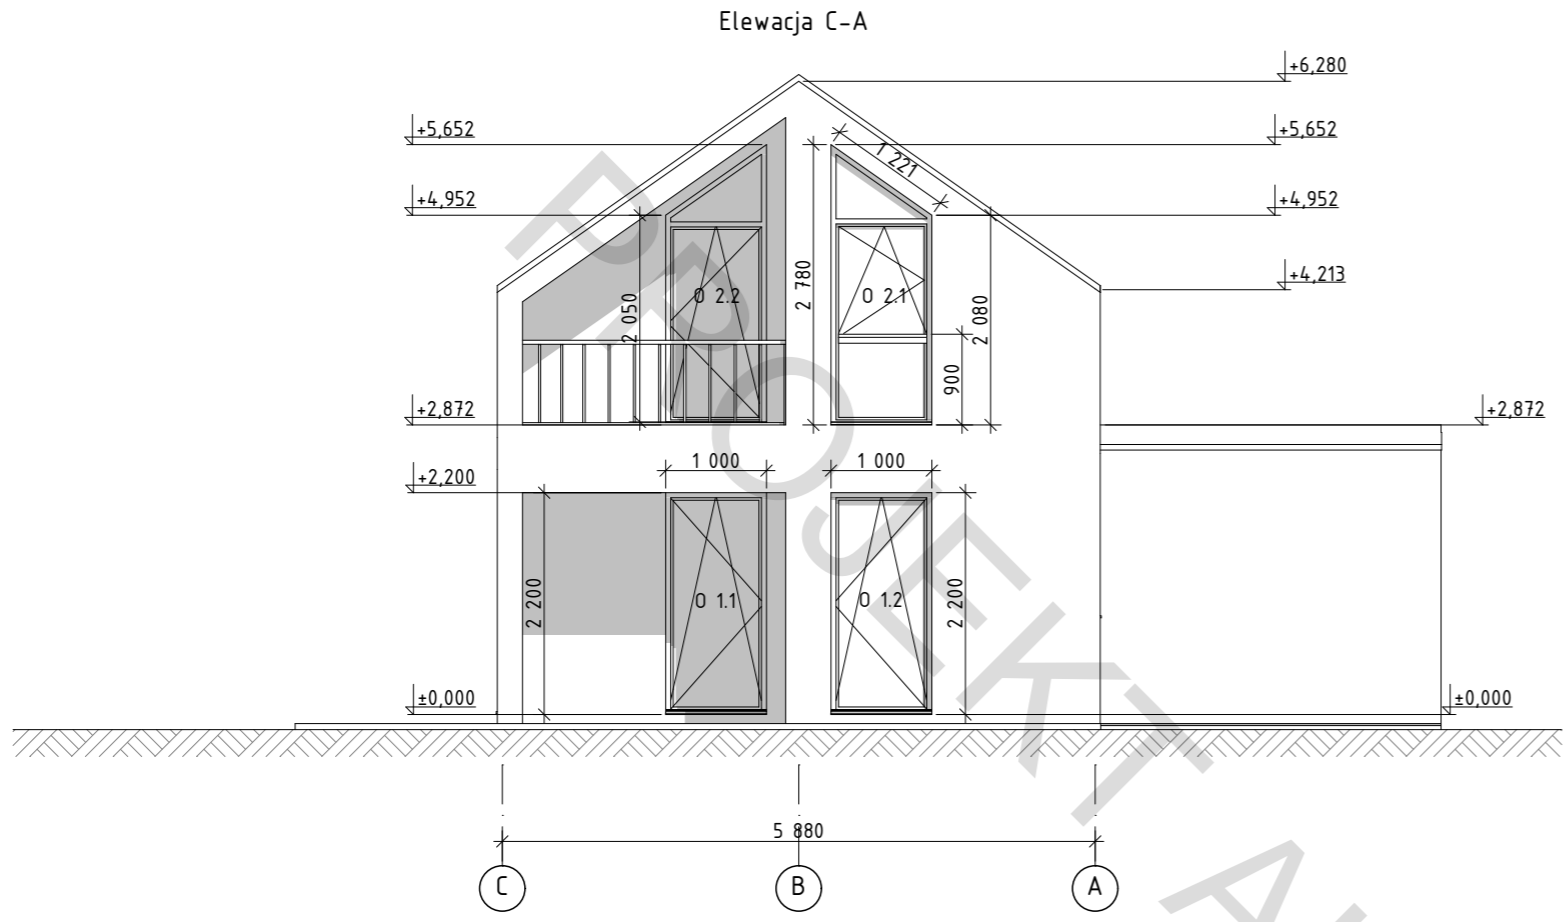 Elewacja C-A
+6,280
+5,652
+5,652
1 221
+4,952
+4,952
+4,213
O 2.2
O 2.1
2 050
2 780
2 080
900
+2,872
+2,872
1 000
1 000
+2,200
2 200
O 1.1
O 1.2
2 200
±0,000
±0,000
5 880
C
B
A
PROJEKT